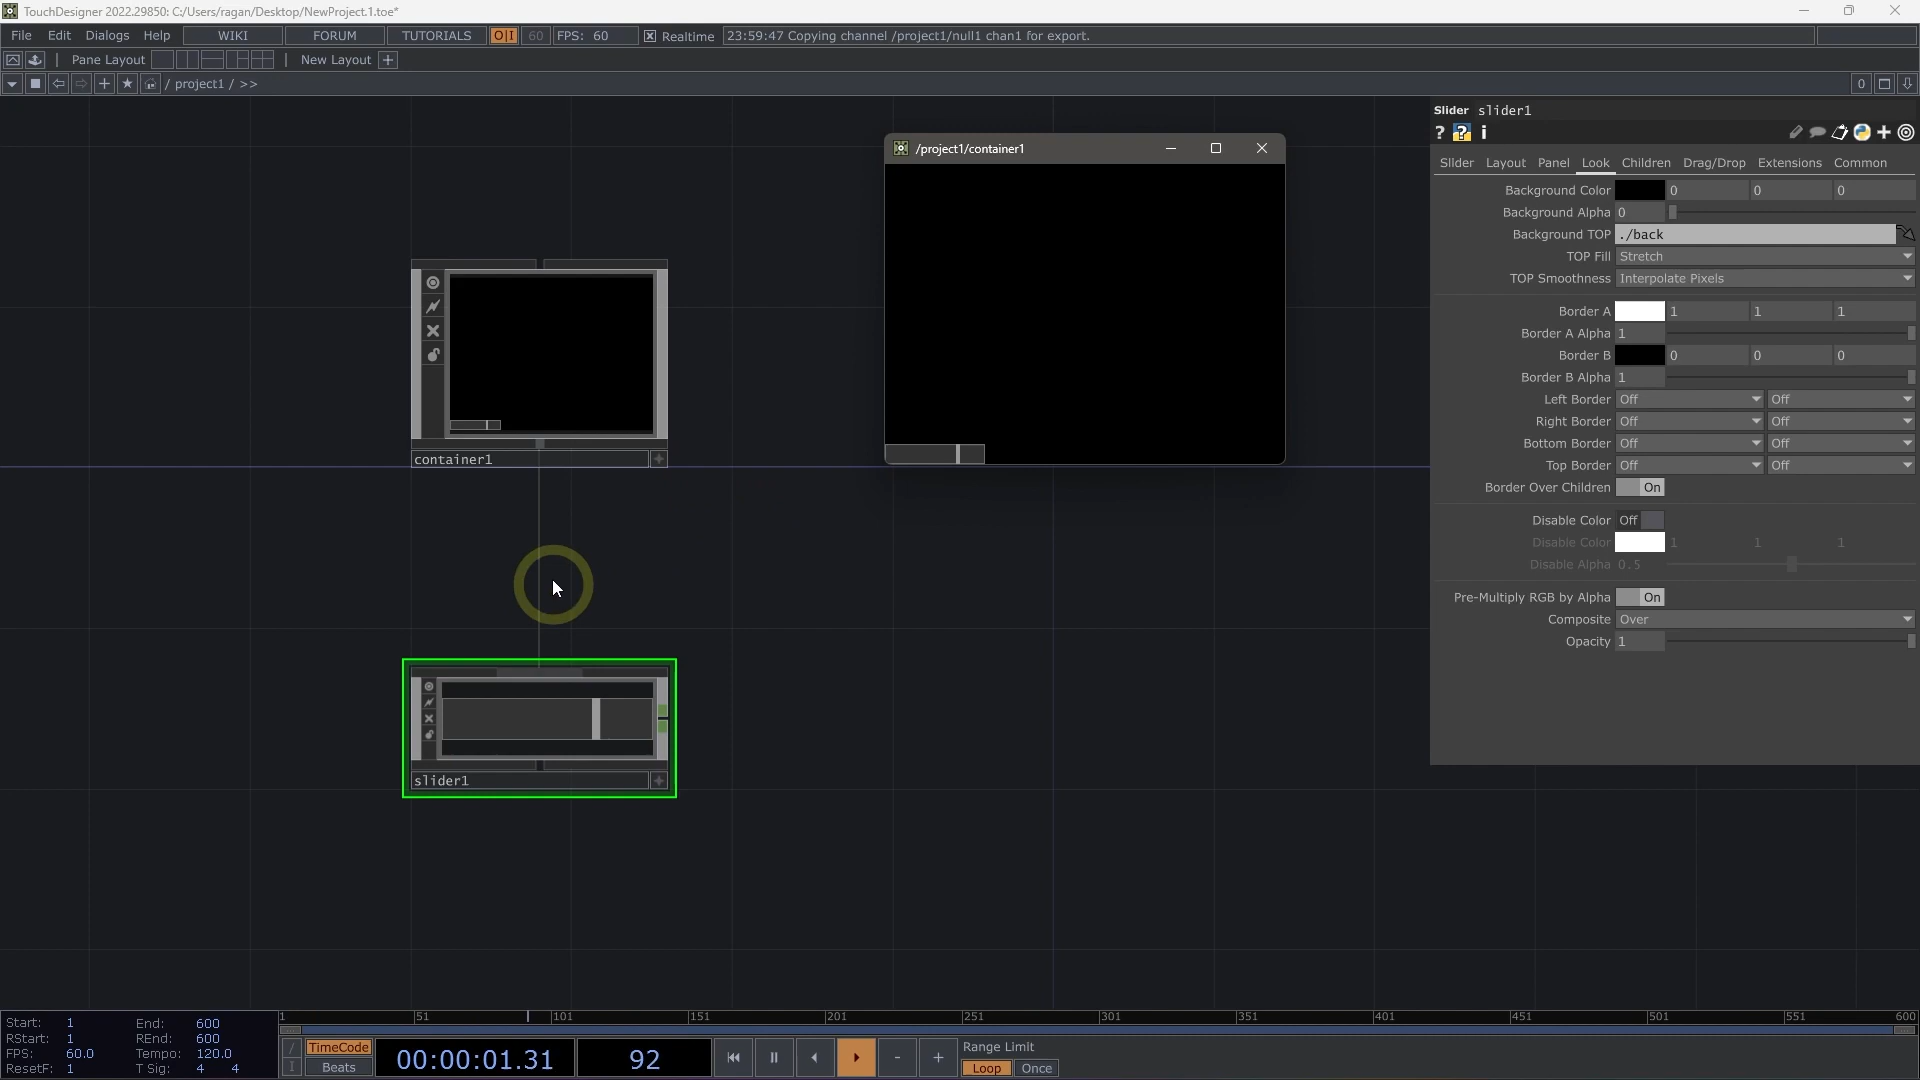 TouchDesigner 2022.29850: C:/Users/ragan/Desktop/NewProject.1.toe*
File Edit Dialogs Help WIKI FORUM TUTORIALS O|I 60 FPS: 60 Realtime 23:59:47 Copying channel /project1/null1 chan1 for export.
Pane Layout New Layout +
/ project1 / >> 0
Slider slider1
/project1/container1
Slider Layout Panel Look Children Drag/Drop Extensions Common
Background Color 0 0 0
Background Alpha 0
Background TOP ./back
TOP Fill Stretch
TOP Smoothness Interpolate Pixels
Border A 1 1 1
Border A Alpha 1
Border B 0 0 0
Border B Alpha 1
Left Border Off Off
Right Border Off Off
Bottom Border Off Off
Top Border Off Off
Border Over Children On
Disable Color Off
Disable Color 1 1 1
Disable Alpha 0.5
Pre-Multiply RGB by Alpha On
Composite Over
Opacity 1
container1
slider1
Start: 1 End: 600
RStart: 1 REnd: 600
FPS: 60.0 Tempo: 120.0
ResetF: 1 T Sig: 4 4
1 51 101 151 201 251 301 351 401 451 501 551 600
TimeCode
Beats
00:00:01.31 92
- +
Range Limit
Loop Once